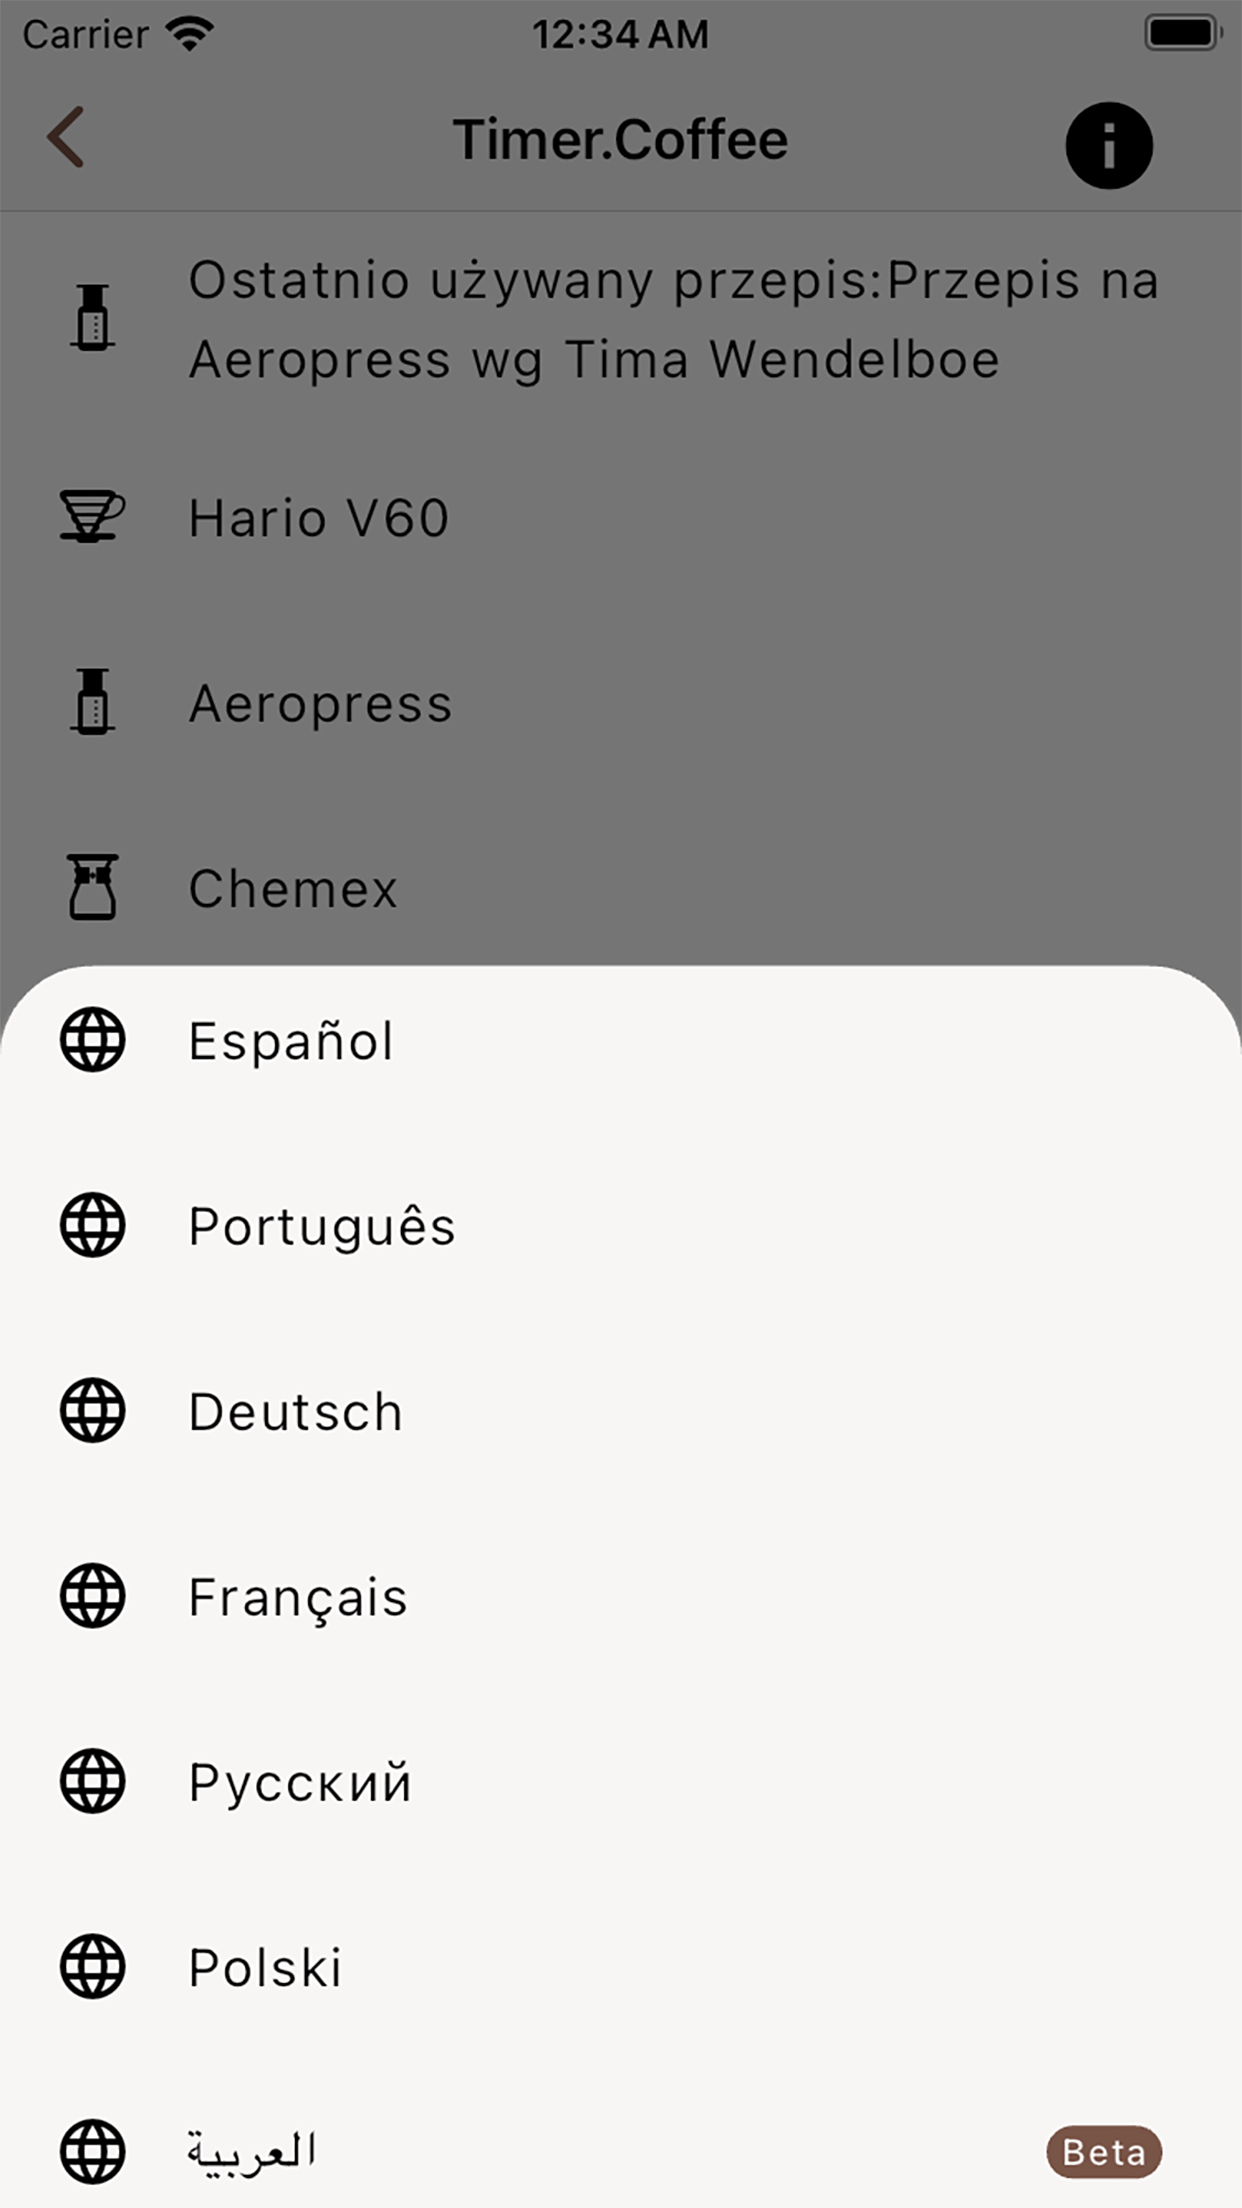 Carrier 12:34 AM
Timer.Coffee
Ostatnio używany przepis:Przepis na
Aeropress wg Tima Wendelboe
Hario V60
Aeropress
Chemex
Español
Português
Deutsch
Français
Русский
Polski
العربية Beta